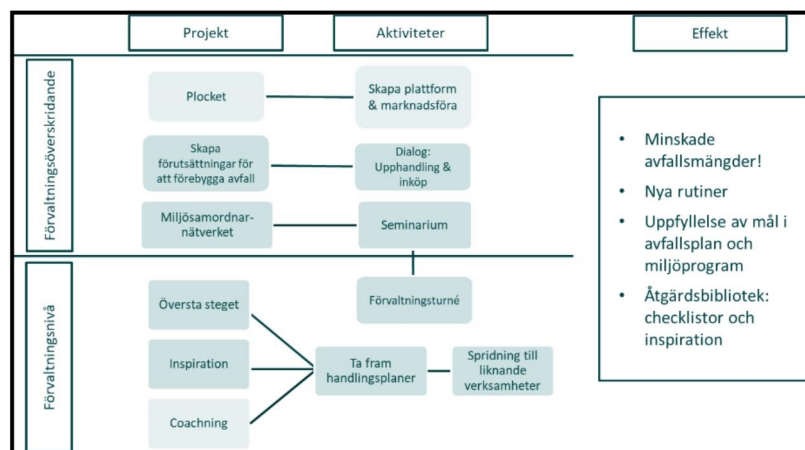 Projekt
Aktiviteter
Effekt
Förvaltningsöverskridande
Plocket
Skapa plattform
& marknadsföra
Skapa
förutsättningar för
att förebygga avfall
Dialog:
Upphandling &
inköp
Miljösamordnar-
nätverket
Seminarium
Förvaltningsnivå
Förvaltningsturné
Översta steget
Inspiration
Coachning
Ta fram
handlingsplaner
Spridning till
liknande
verksamheter
• Minskade
avfallsmängder!
• Nya rutiner
• Uppfyllelse av mål i
avfallsplan och
miljöprogram
• Åtgärdsbibliotek:
checklistor och
inspiration